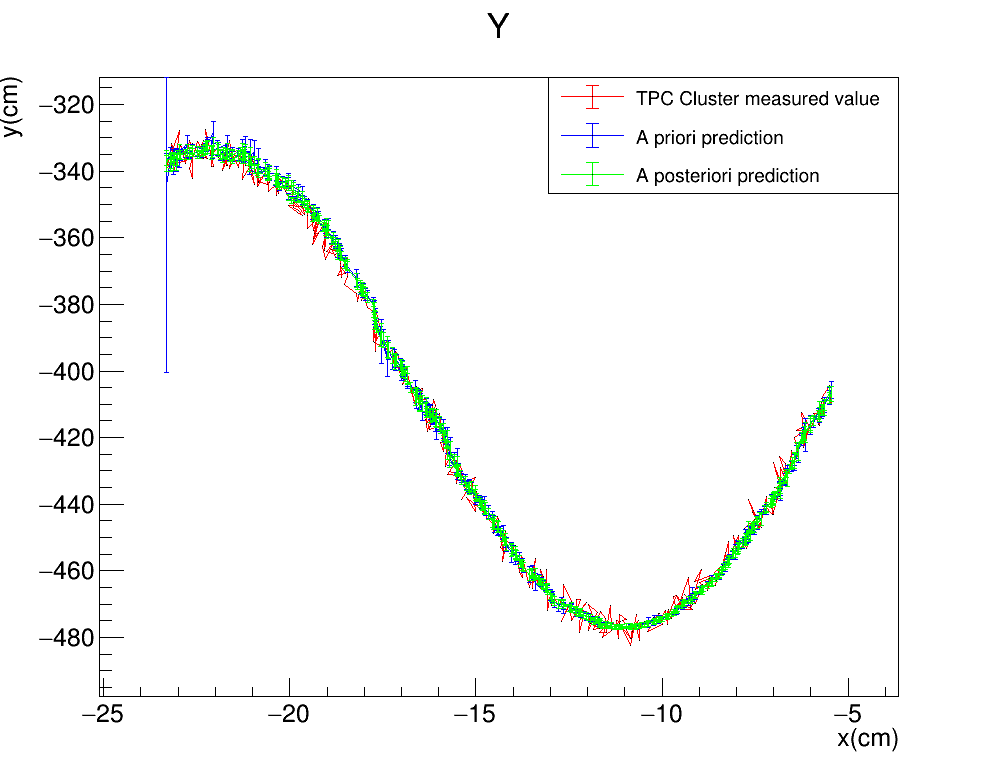 Y
y(cm)
TPC Cluster measured value
A priori prediction
A posteriori prediction
−320
−340
−360
−380
−400
−420
−440
−460
−480
−25
−20
−15
−10
−5
x(cm)